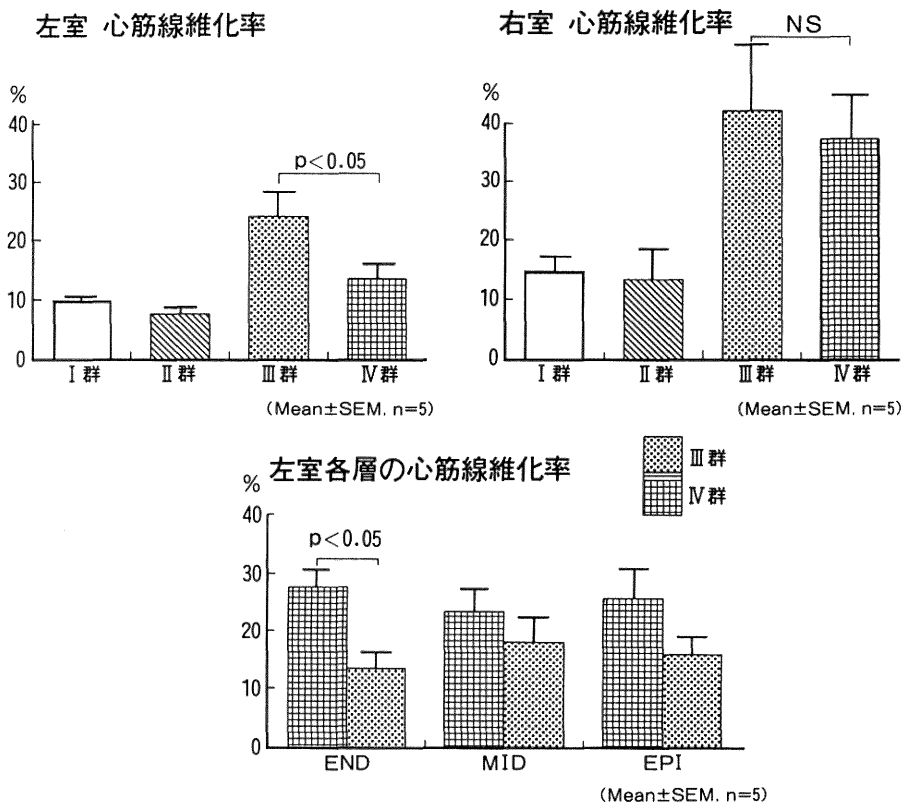 左室 心筋線維化率
%
40
30
20
10
0
p<0.05
Ⅰ群 Ⅱ群 Ⅲ群 Ⅳ群
(Mean±SEM. n=5)
右室 心筋線維化率
%
40
30
20
10
0
NS
Ⅰ群 Ⅱ群 Ⅲ群 Ⅳ群
(Mean±SEM. n=5)
左室各層の心筋線維化率
Ⅲ群
Ⅳ群
%
40
30
20
10
0
p<0.05
END MID EPI
(Mean±SEM. n=5)